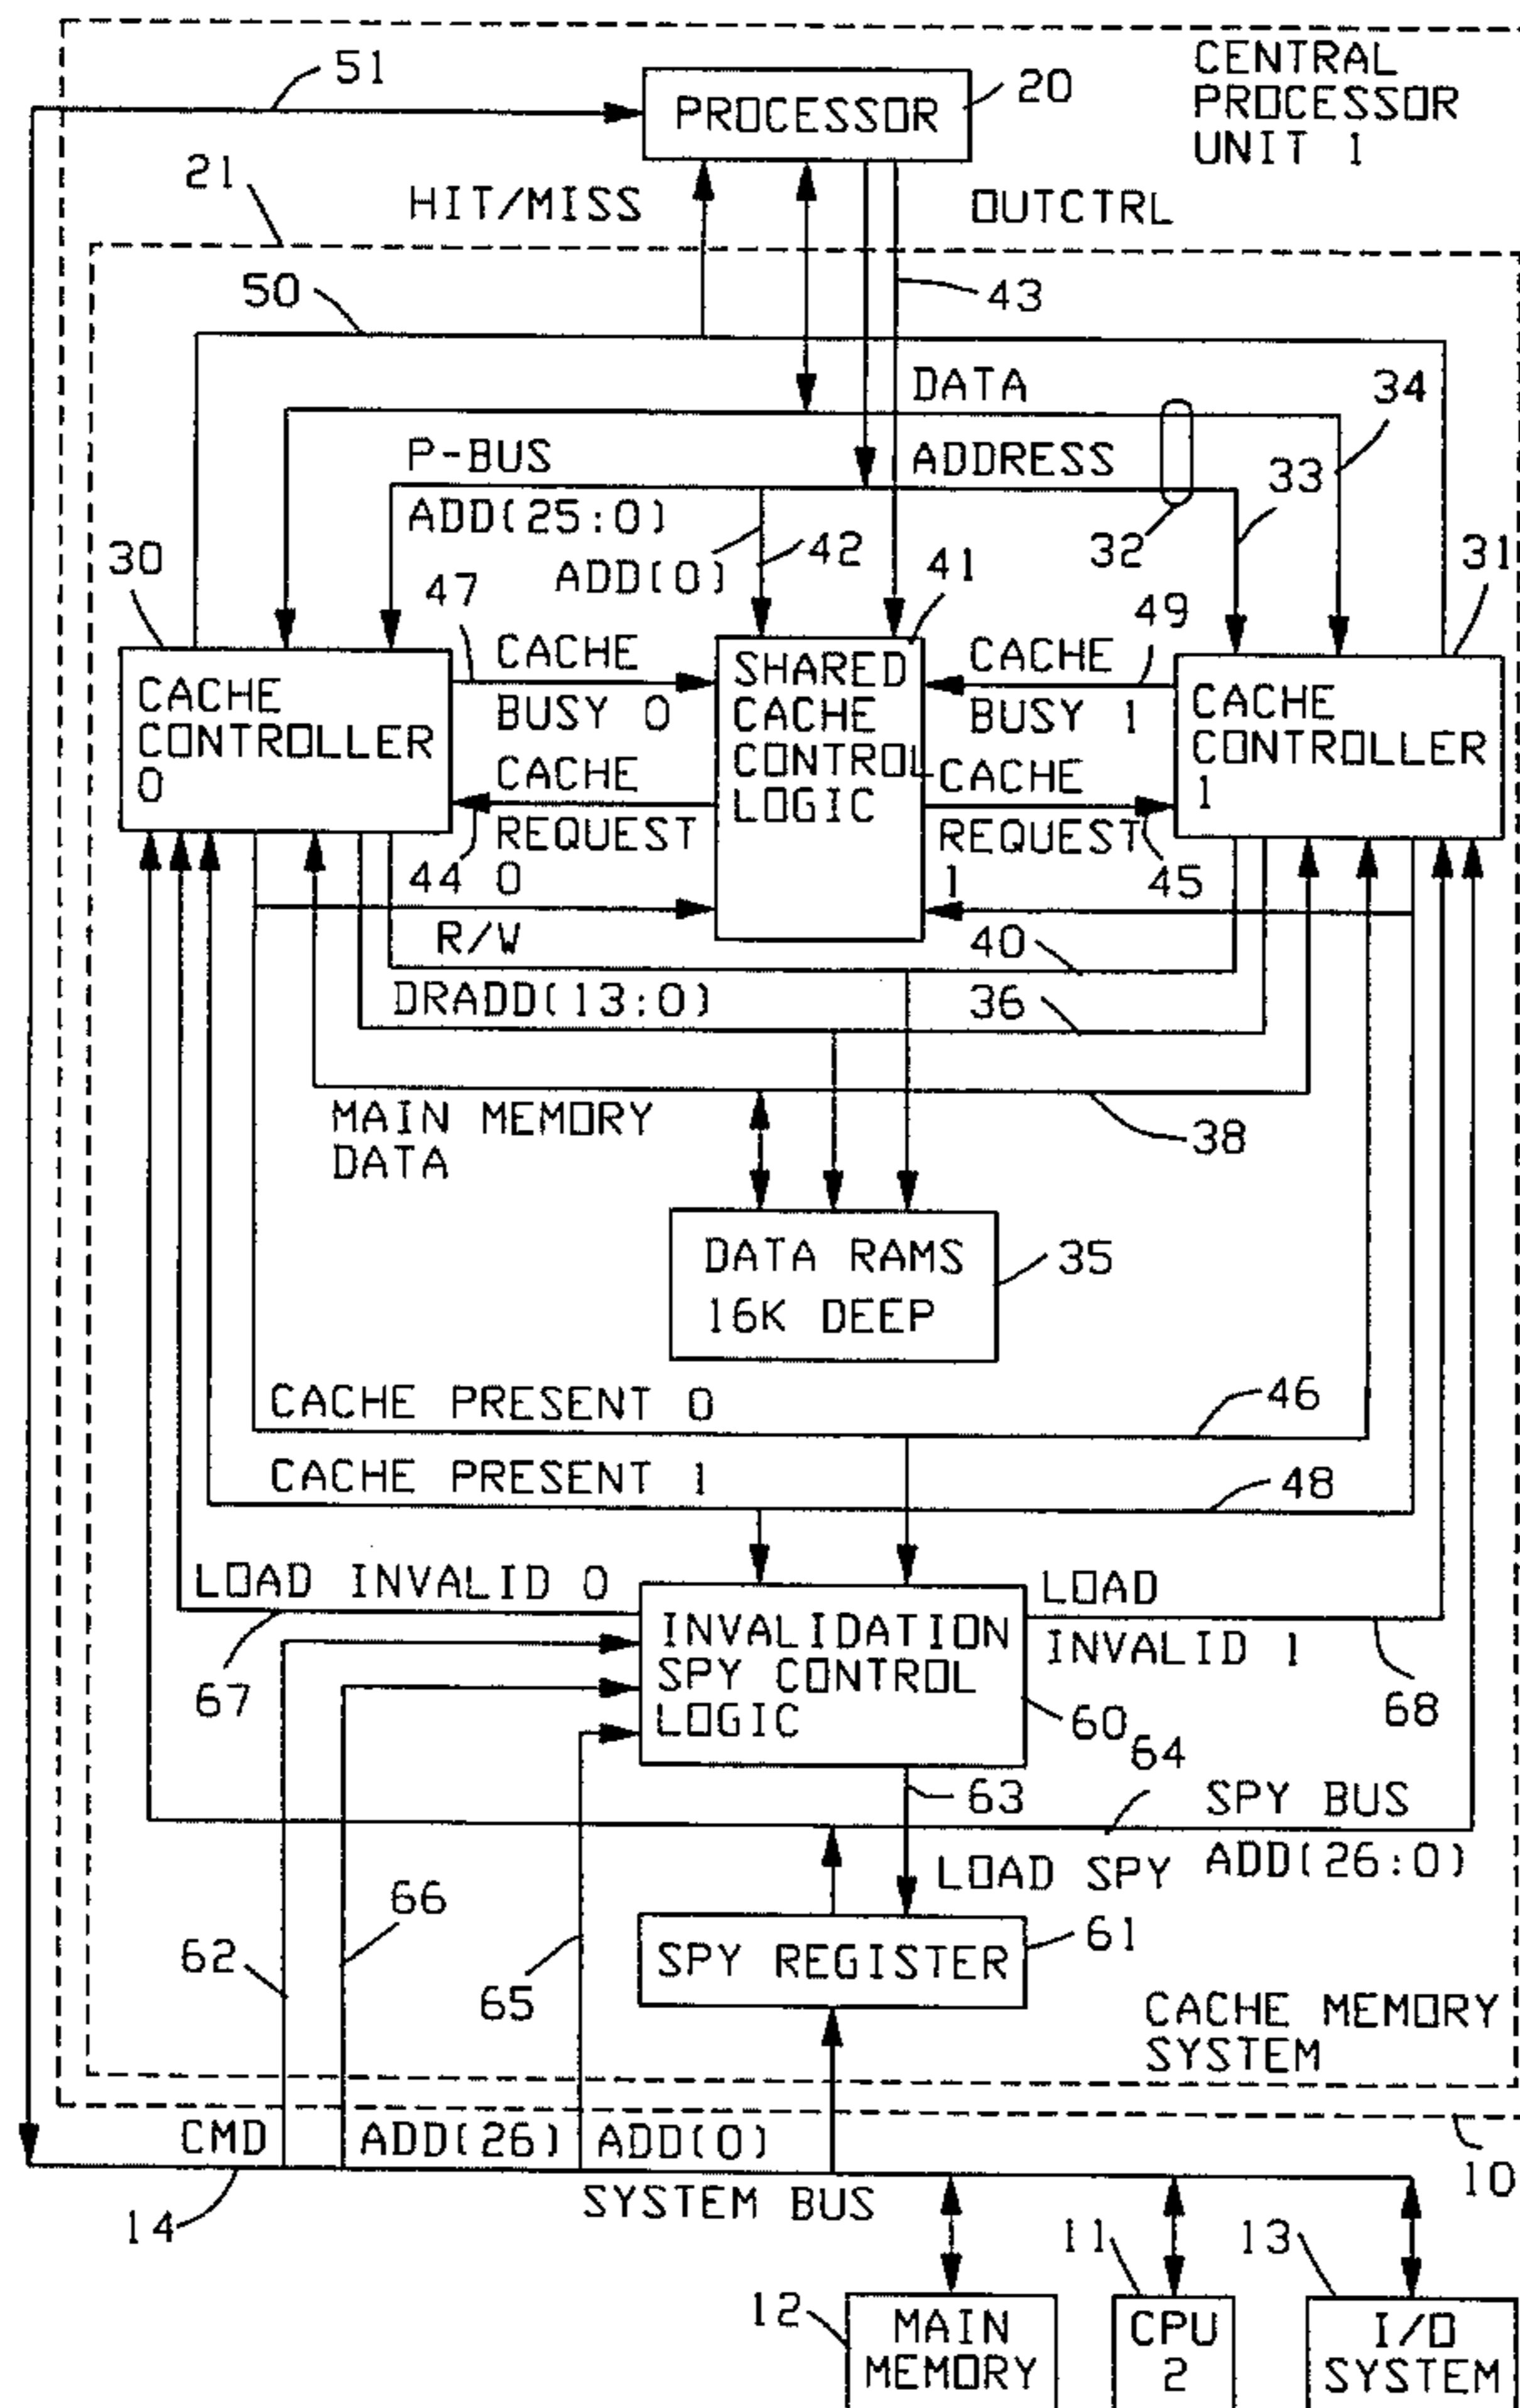 CENTRAL
PROCESSOR
UNIT 1
51
PROCESSOR
20
21
HIT/MISS
OUTCTRL
50
43
DATA
34
P-BUS
ADDRESS
33
ADD(25:0)
32
30
ADD(0)
42
41
31
47
49
CACHE
BUSY 0
SHARED
CACHE
CONTROL
LOGIC
CACHE
BUSY 1
CACHE
CONTROLLER
0
CACHE
CONTROLLER
1
CACHE
REQUEST
0
CACHE
REQUEST
1
44
45
R/W
40
DRADD(13:0)
36
MAIN MEMORY
DATA
38
DATA RAMS
16K DEEP
35
CACHE PRESENT 0
46
CACHE PRESENT 1
48
LOAD INVALID 0
LOAD
INVALID 1
INVALIDATION
SPY CONTROL
LOGIC
67
68
60
64
63
SPY BUS
ADD(26:0)
LOAD SPY
66
62
65
SPY REGISTER
61
CACHE MEMORY
SYSTEM
CMD
ADD(26)
ADD(0)
10
14
SYSTEM BUS
11
13
12
MAIN
MEMORY
CPU
2
I/O
SYSTEM